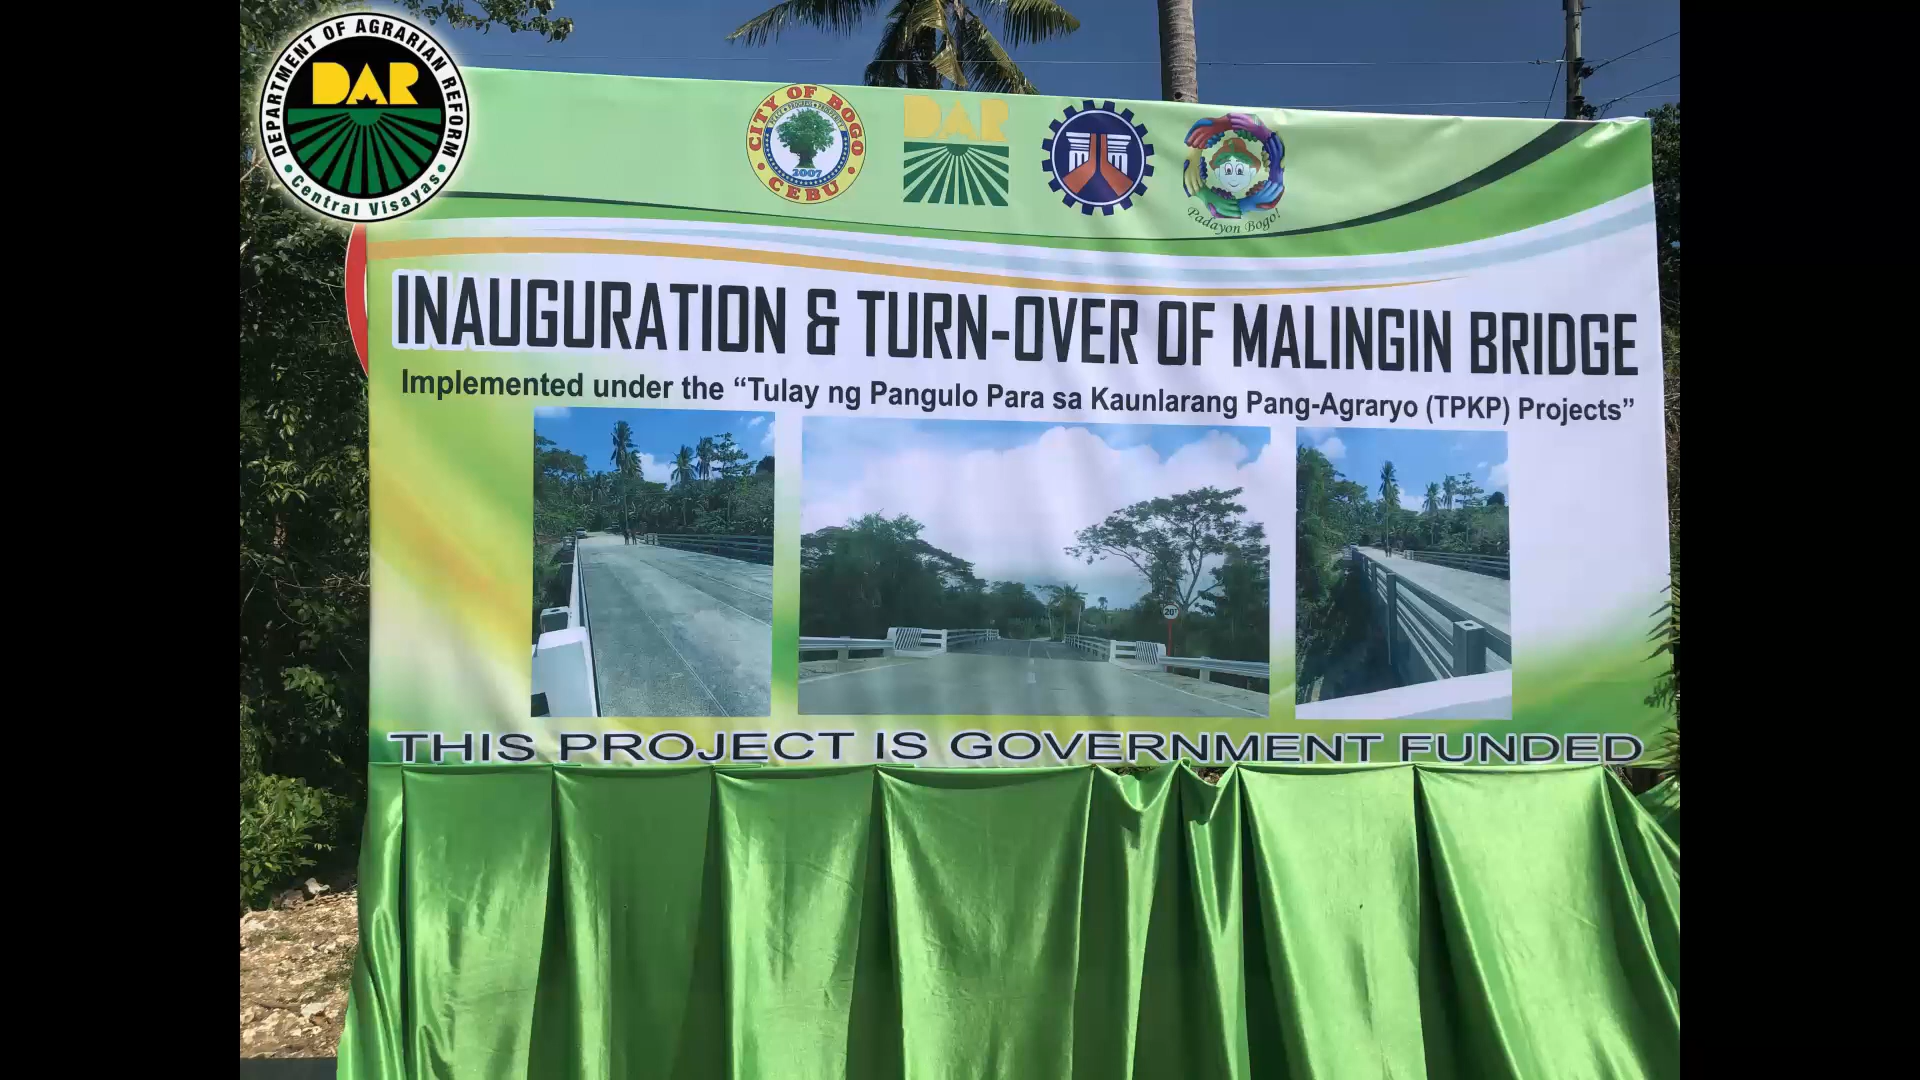 DEPARTMENT OF AGRARIAN REFORM
DAR
Central Visayas
CITY OF BOGO
2007
CEBU
DAR
Padayon Bogo!
INAUGURATION & TURN-OVER OF MALINGIN BRIDGE
Implemented under the “Tulay ng Pangulo Para sa Kaunlarang Pang-Agraryo (TPKP) Projects”
20
THIS PROJECT IS GOVERNMENT FUNDED